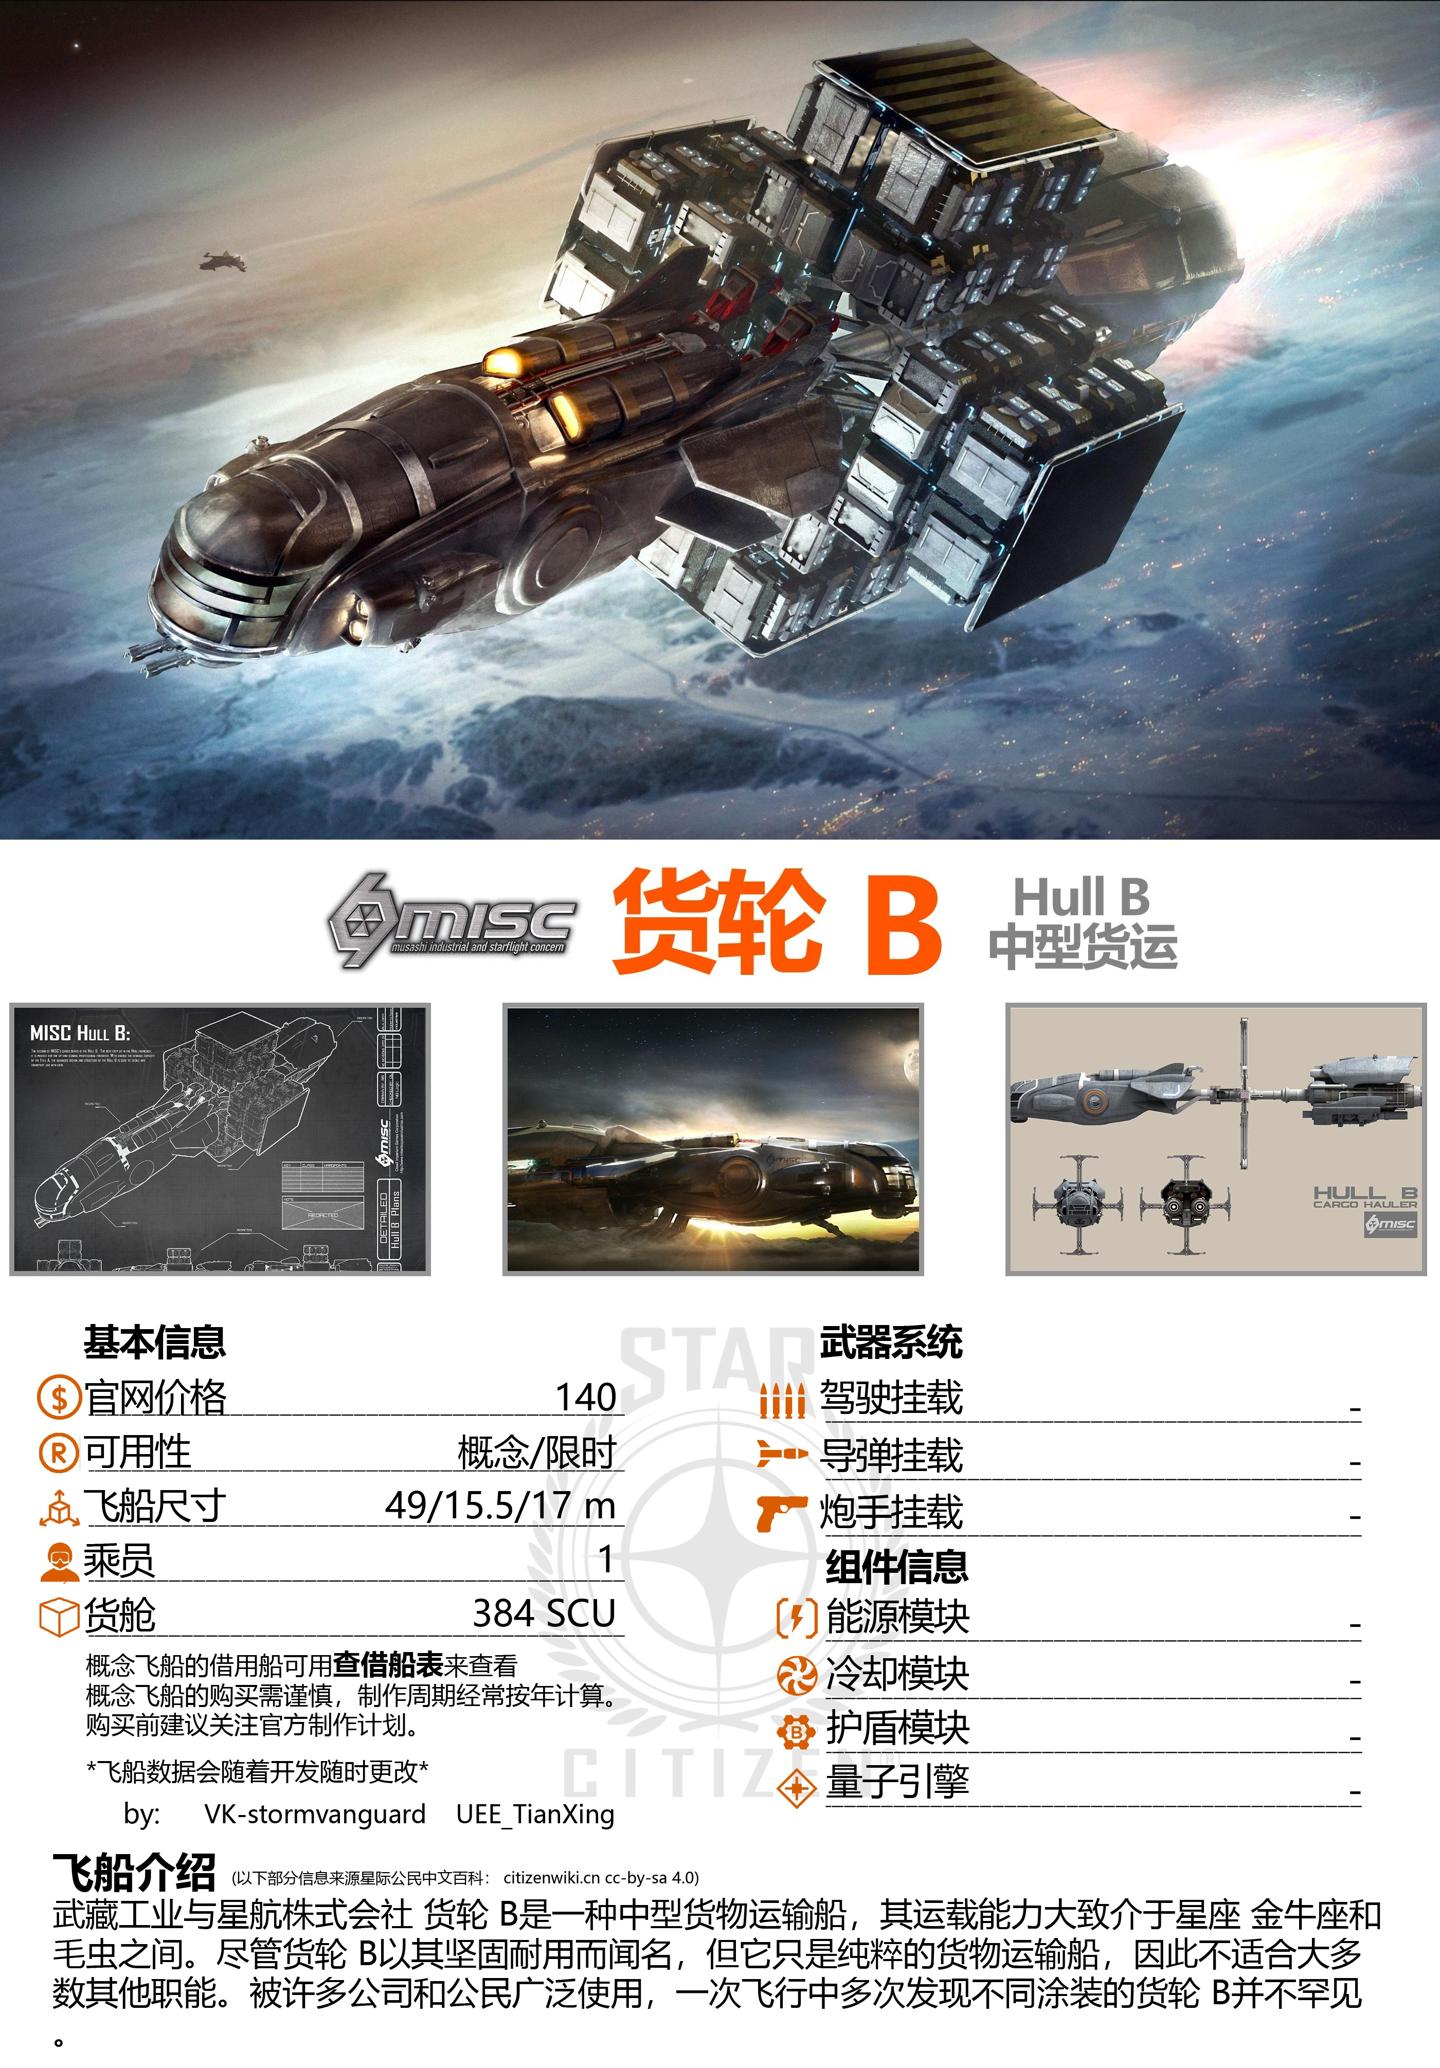 MISC
musashi industrial and starflight concern
货轮 B
Hull B
中型货运
MISC HULL B:
MISC
DETAILED
Hull B Plans
REDACTED
MISC
HULL B
CARGO HAULER
MISC
STAR
CITIZEN
基本信息
官网价格 140
可用性 概念/限时
飞船尺寸 49/15.5/17 m
乘员 1
货舱 384 SCU
概念飞船的借用船可用查借船表来查看
概念飞船的购买需谨慎，制作周期经常按年计算。
购买前建议关注官方制作计划。
*飞船数据会随着开发随时更改*
by: VK-stormvanguard UEE_TianXing
武器系统
驾驶挂载 -
导弹挂载 -
炮手挂载 -
组件信息
能源模块 -
冷却模块 -
护盾模块 -
量子引擎 -
飞船介绍 (以下部分信息来源星际公民中文百科： citizenwiki.cn cc-by-sa 4.0)
武藏工业与星航株式会社 货轮 B是一种中型货物运输船，其运载能力大致介于星座 金牛座和
毛虫之间。尽管货轮 B以其坚固耐用而闻名，但它只是纯粹的货物运输船，因此不适合大多
数其他职能。被许多公司和公民广泛使用，一次飞行中多次发现不同涂装的货轮 B并不罕见
。